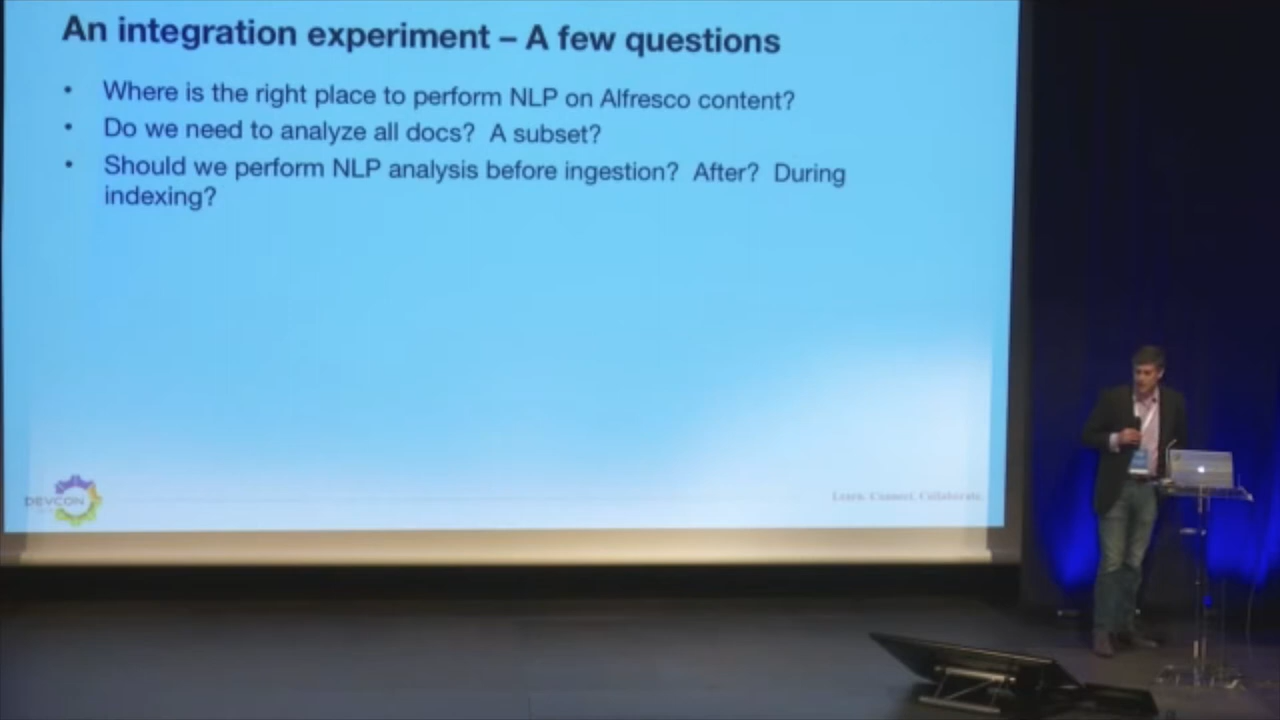 An integration experiment – A few questions
• Where is the right place to perform NLP on Alfresco content?
• Do we need to analyze all docs? A subset?
• Should we perform NLP analysis before ingestion? After? During
indexing?
DEVCON
Learn. Connect. Collaborate.